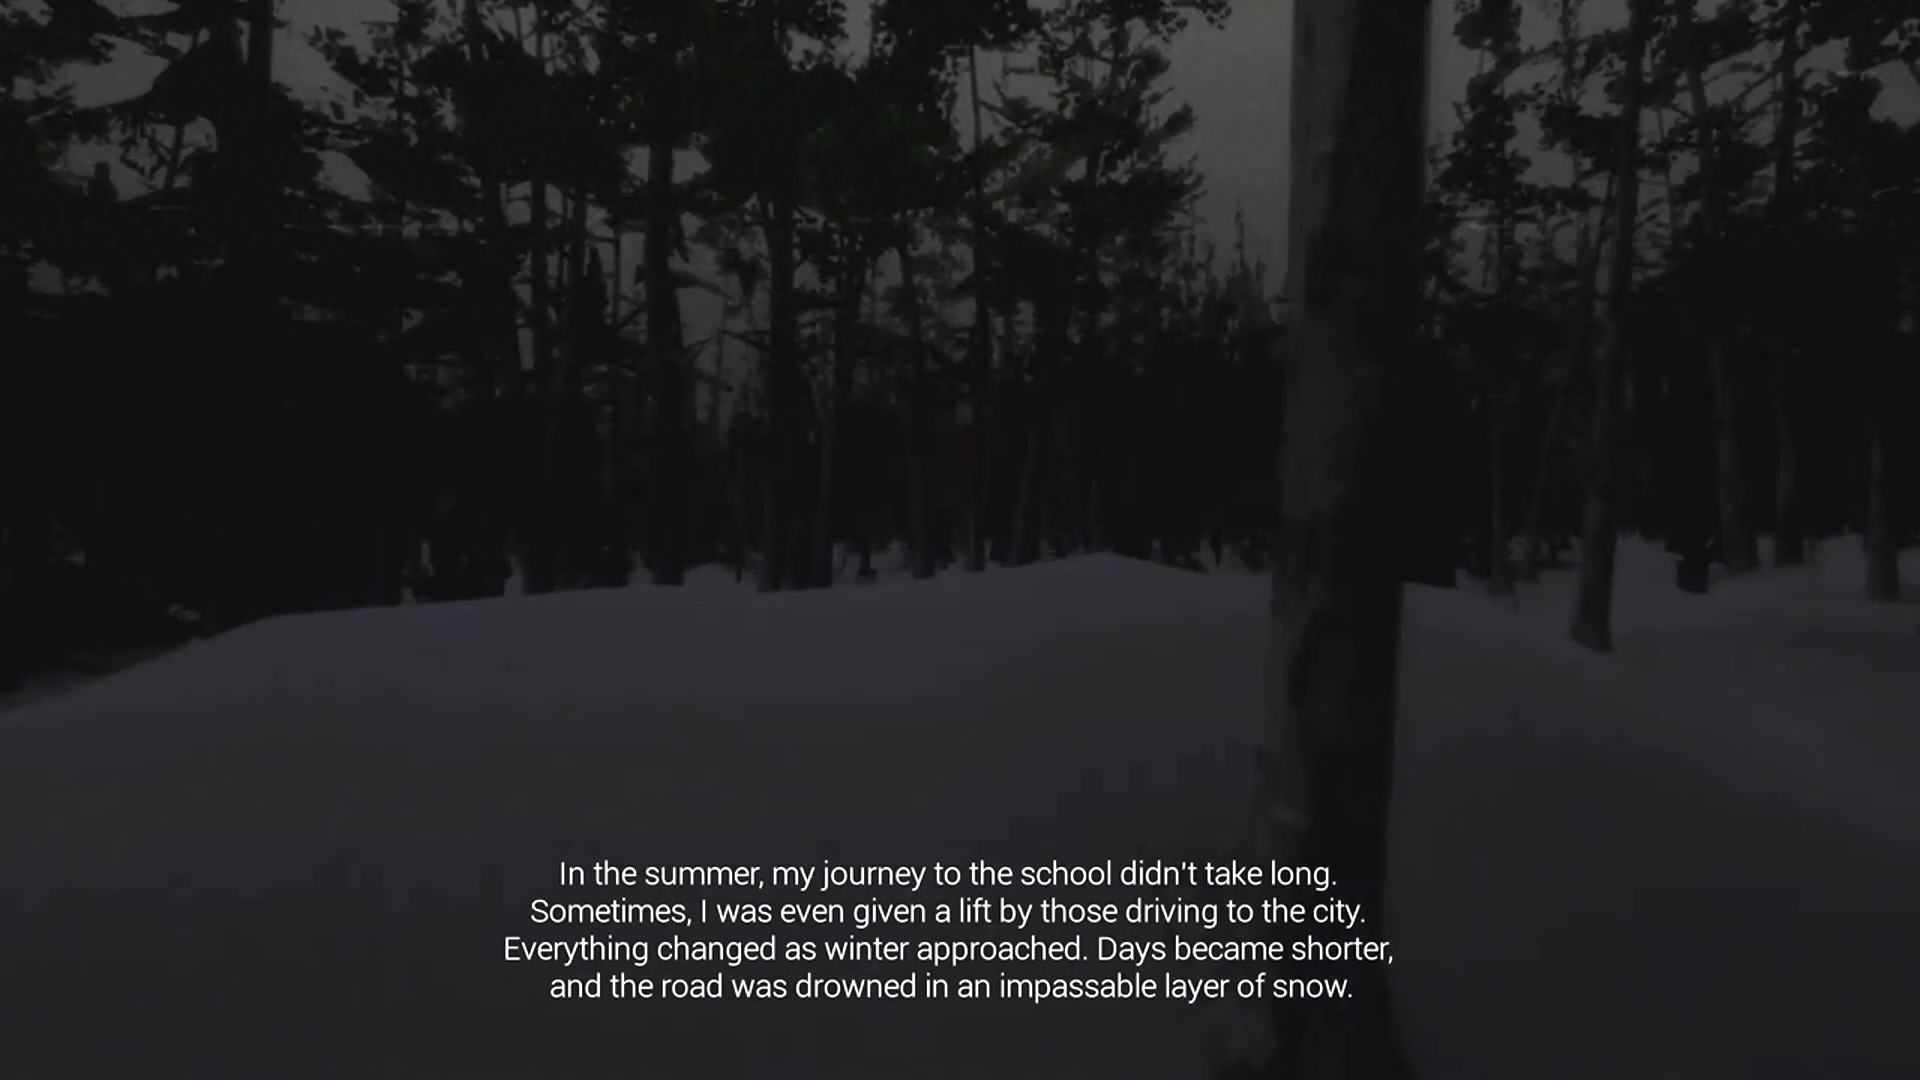 In the summer, my journey to the school didn't take long.
Sometimes, I was even given a lift by those driving to the city.
Everything changed as winter approached. Days became shorter,
and the road was drowned in an impassable layer of snow.